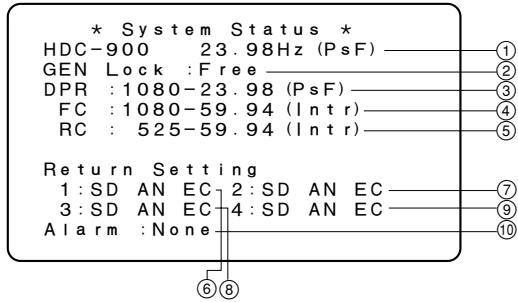 * System Status *
HDC-900 23.98Hz (PsF) ①
GEN Lock :Free ②
DPR :1080-23.98 (PsF) ③
FC :1080-59.94 (Intr) ④
RC : 525-59.94 (Intr) ⑤
Return Setting
1:SD AN EC 2:SD AN EC ⑦
3:SD AN EC 4:SD AN EC ⑨
Alarm :None ⑩
⑥ ⑧